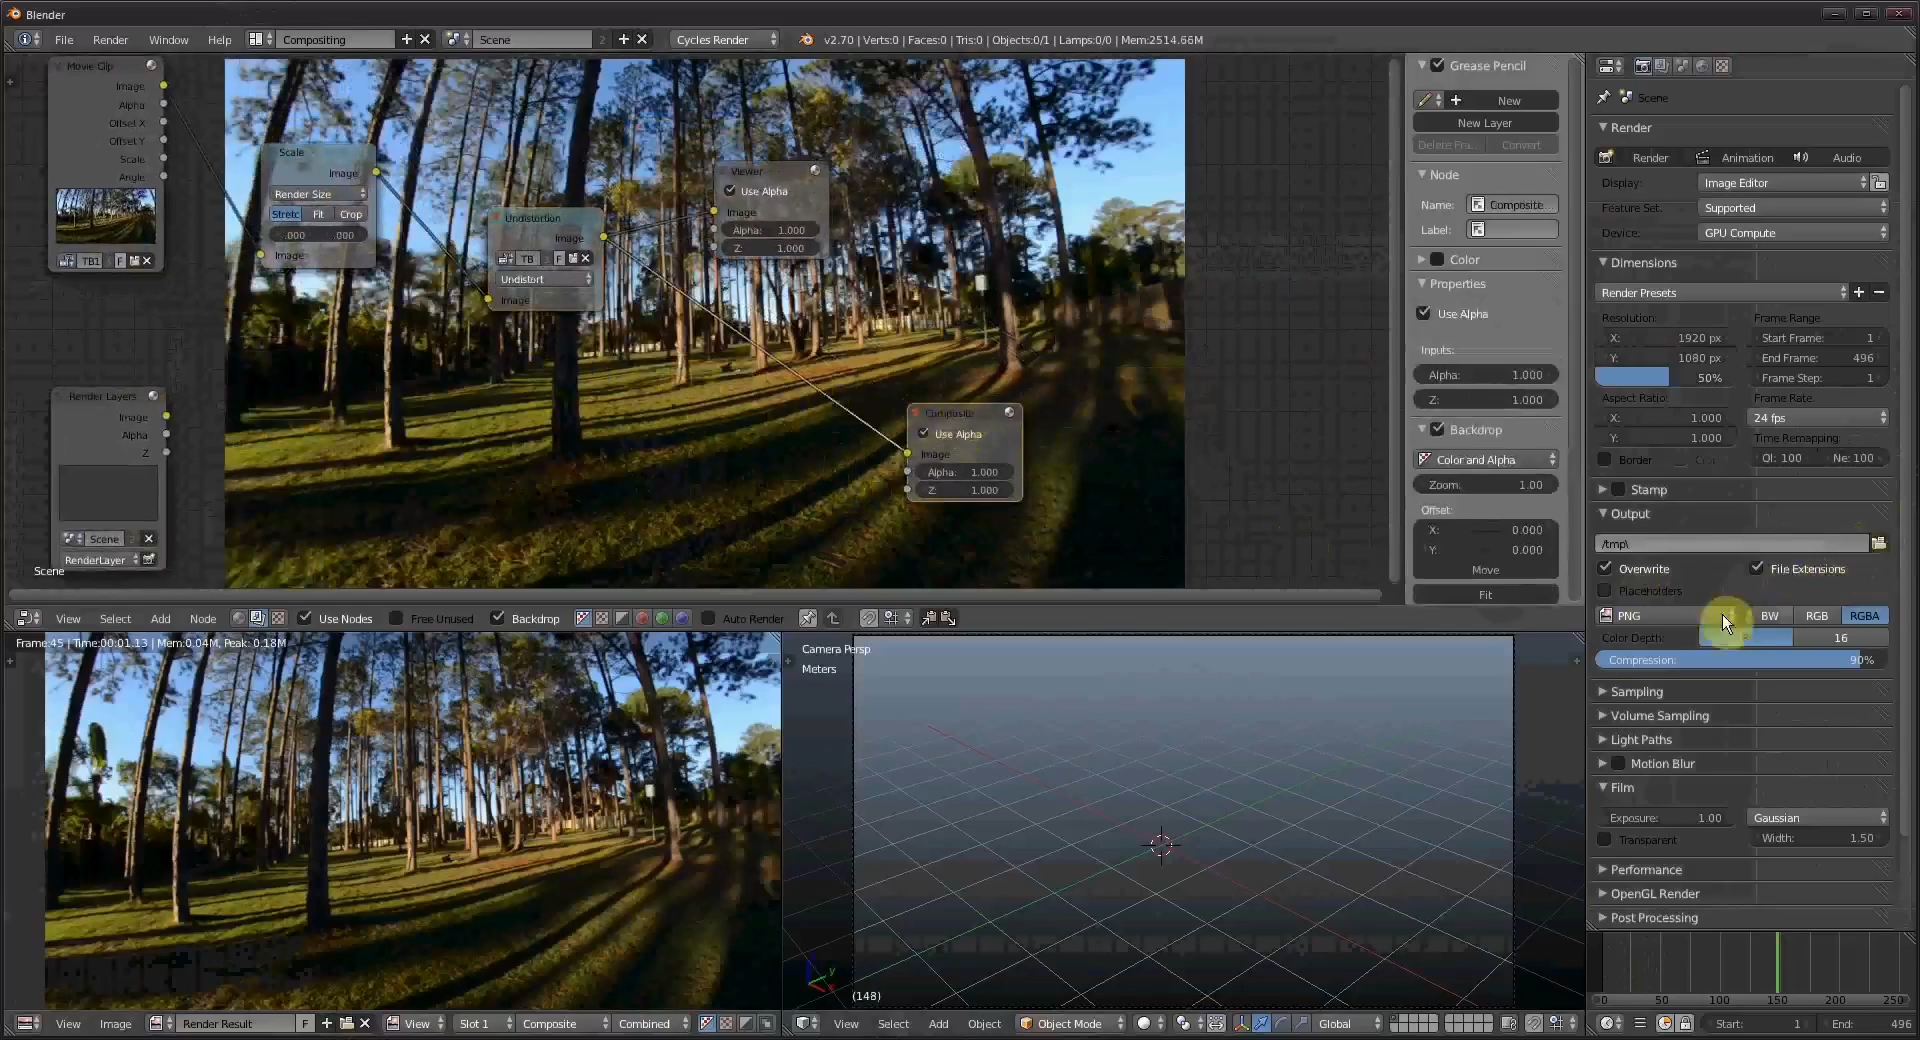 Blender
File Render Window Help Compositing Scene 2 Cycles Render v2.70 | Verts:0 | Faces:0 | Tris:0 | Objects:0/1 | Lamps:0/0 | Mem:2514.66M
Movie Clip
Image
Alpha
Offset X
Offset Y
Scale
Angle
TB1 F
Scale
Image
Render Size
Stretc Fit Crop
.000 .000
Image
Undistortion
Image
TB F
Undistort
Image
Viewer
Use Alpha
Image
Alpha: 1.000
Z: 1.000
Composite
Use Alpha
Image
Alpha: 1.000
Z: 1.000
Render Layers
Image
Alpha
Z
Scene 2
RenderLayer
Scene
Grease Pencil
New
New Layer
Delete Fra... Convert
Node
Name: Composite
Label:
Color
Properties
Use Alpha
Inputs:
Alpha: 1.000
Z: 1.000
Backdrop
Color and Alpha
Zoom: 1.00
Offset:
X: 0.000
Y: 0.000
Move
Fit
Scene
Render
Render Animation Audio
Display: Image Editor
Feature Set: Supported
Device: GPU Compute
Dimensions
Render Presets
Resolution: Frame Range:
X: 1920 px Start Frame: 1
Y: 1080 px End Frame: 496
50% Frame Step: 1
Aspect Ratio: Frame Rate:
X: 1.000 24 fps
Y: 1.000 Time Remapping:
Border Ol: 100 Ne: 100
Stamp
Output
/tmp\
Overwrite File Extensions
Placeholders
PNG BW RGB RGBA
Color Depth: 16
Compression: 90%
Sampling
Volume Sampling
Light Paths
Motion Blur
Film
Exposure: 1.00 Gaussian
Transparent Width: 1.50
Performance
OpenGL Render
Post Processing
View Select Add Node Use Nodes Free Unused Backdrop Auto Render
Frame:45 | Time:00:01.13 | Mem:0.04M, Peak: 0.18M
Camera Persp
Meters
y
x
(148)
0 50 100 150 200 250
View Image Render Result F View Slot 1 Composite Combined
View Select Add Object Object Mode Global
Start: 1 End: 496